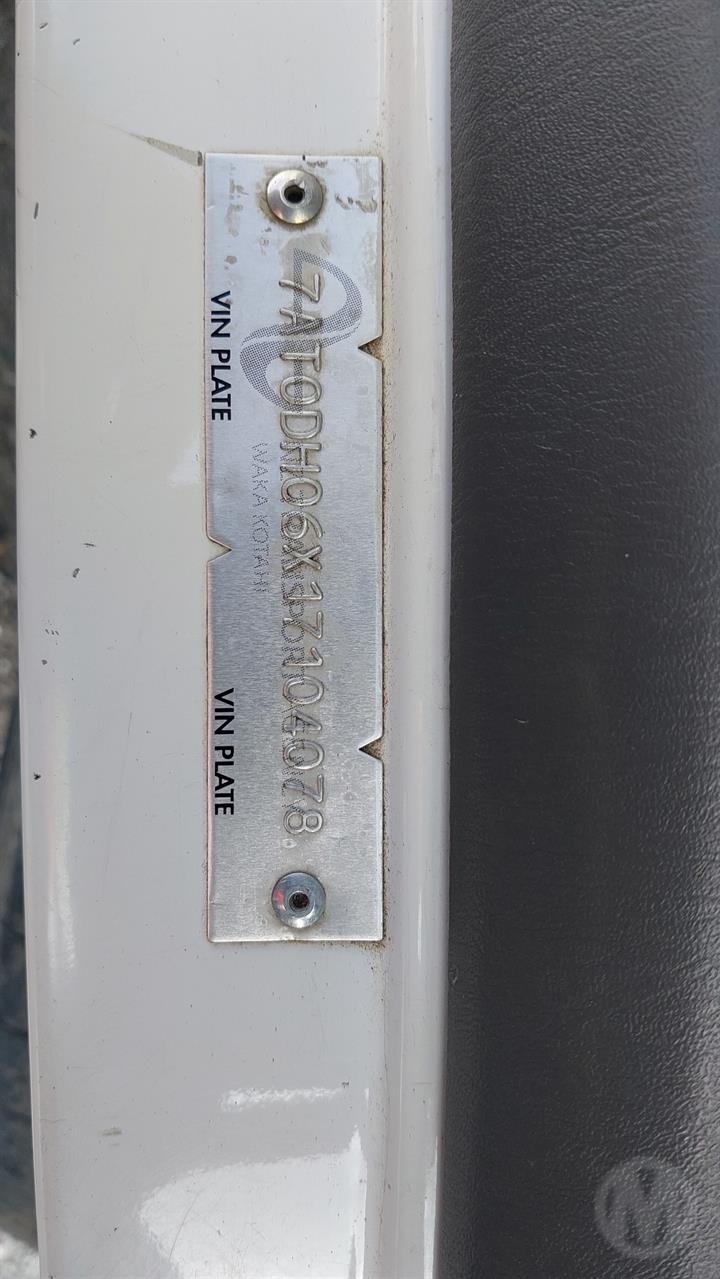 7AT0DH06X17104078
WAKA KOTAHI
VIN PLATE
VIN PLATE
M